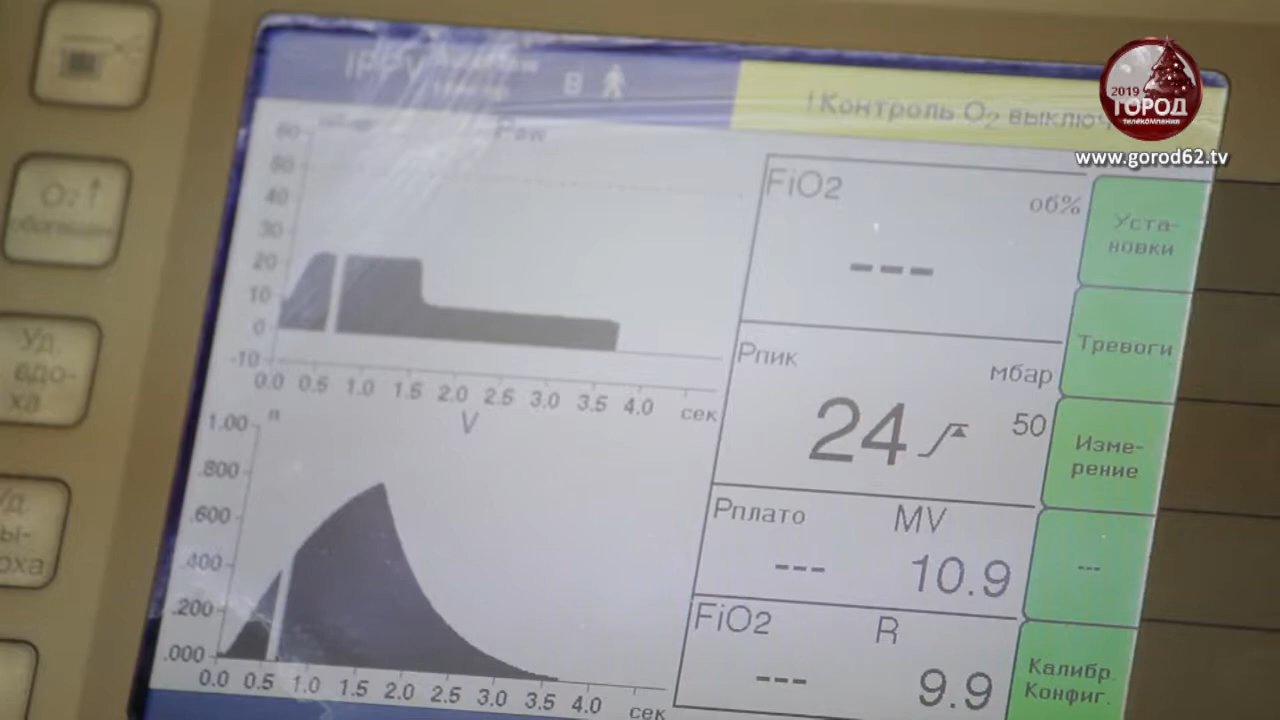 2019
ГОРОД
телекомпания
www.gorod62.tv
IPPV
В
! Контроль O2 выключ
Paw
60
50
40
30
20
10
0
-10
0.0 0.5 1.0 1.5 2.0 2.5 3.0 3.5 4.0 сек
V
1.00
.800
.600
.400
.200
.000
0.0 0.5 1.0 1.5 2.0 2.5 3.0 3.5 4.0 сек
FiO2
об%
---
Pпик
мбар
24
50
Pплато MV
--- 10.9
FiO2 R
--- 9.9
Уста-
новки
Тревоги
Изме-
рение
---
Калибр.
Конфиг.
O2
Уд.
вдо-
ха
Уд.
вы-
доха